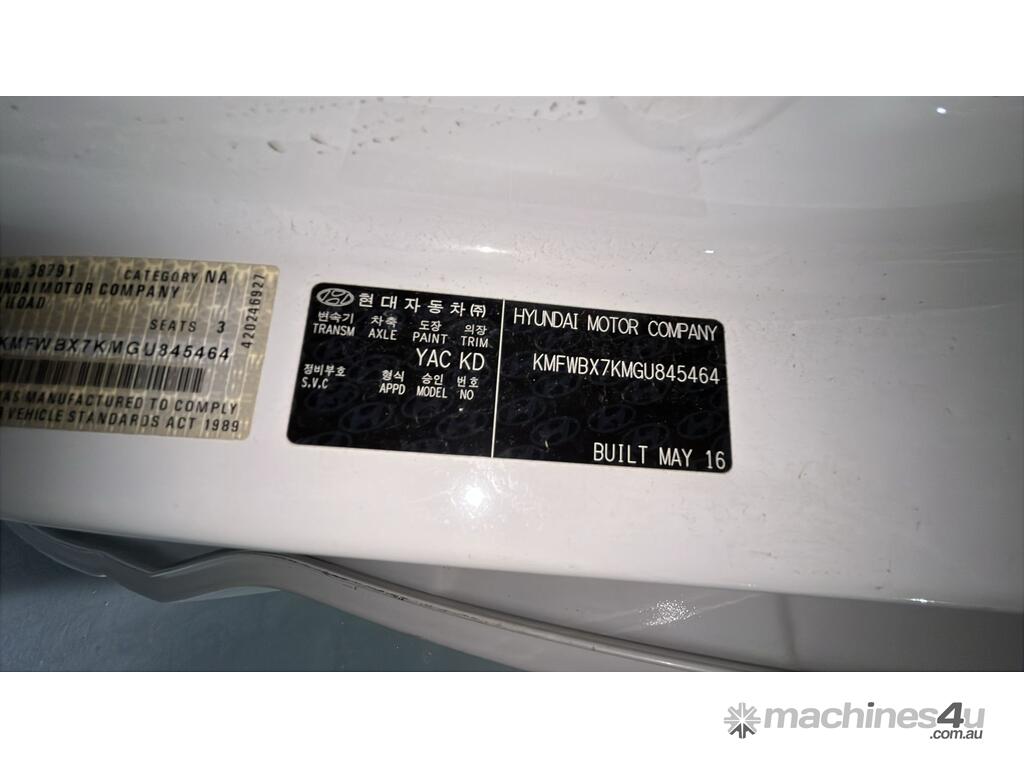 NO. 38791 CATEGORY NA
NDAI MOTOR COMPANY
LOAD
SEATS 3
KMFWBX7KMGU845464
AS MANUFACTURED TO COMPLY
VEHICLE STANDARDS ACT 1989
420246927
현대자동차(주)
변속기 차축 도장 의장
TRANSM AXLE PAINT TRIM
YAC KD
정비부호 형식 승인 번호
S.V.C APPD MODEL NO
HYUNDAI MOTOR COMPANY
KMFWBX7KMGU845464
BUILT MAY 16
machines4u
.com.au